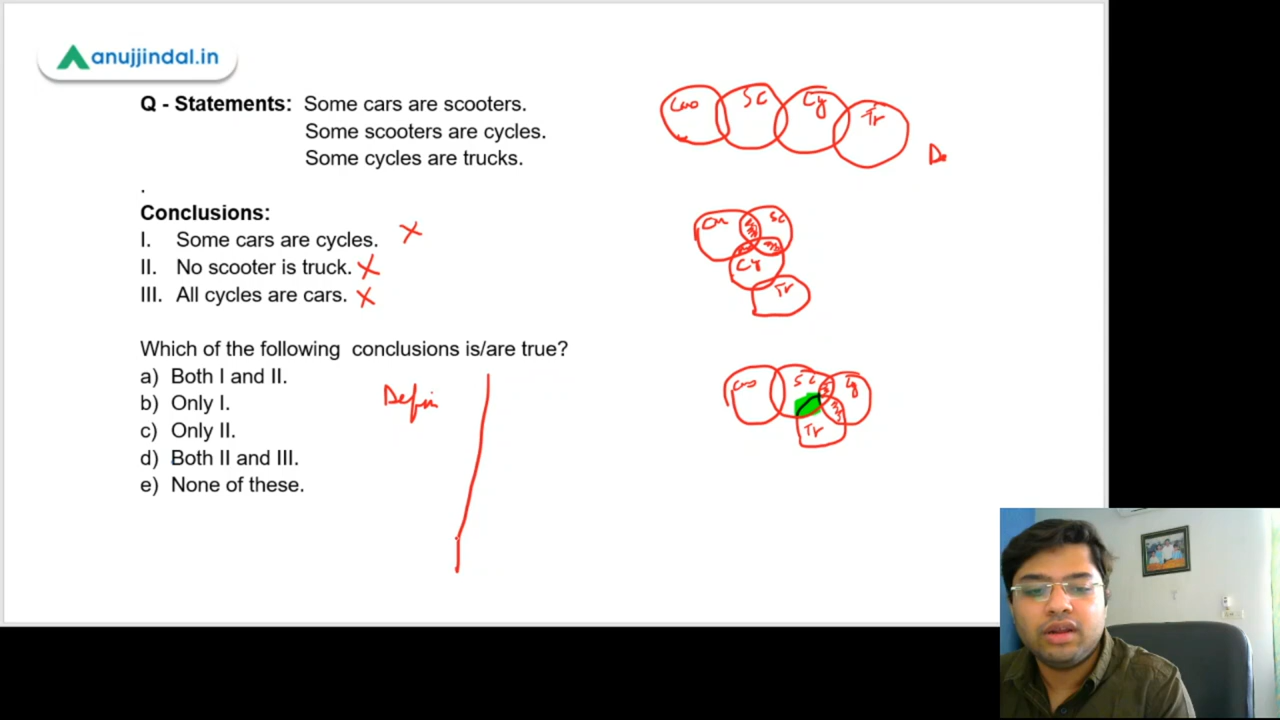 anujjindal.in
Q - Statements: Some cars are scooters.
Some scooters are cycles.
Some cycles are trucks.
.
Conclusions:
I. Some cars are cycles. X
II. No scooter is truck. X
III. All cycles are cars. X
Which of the following conclusions is/are true?
a) Both I and II.
b) Only I.
c) Only II.
d) Both II and III.
e) None of these.
Defin
SC Cy Tr
De
SC
Cy
Tr
SC Cy
Tr